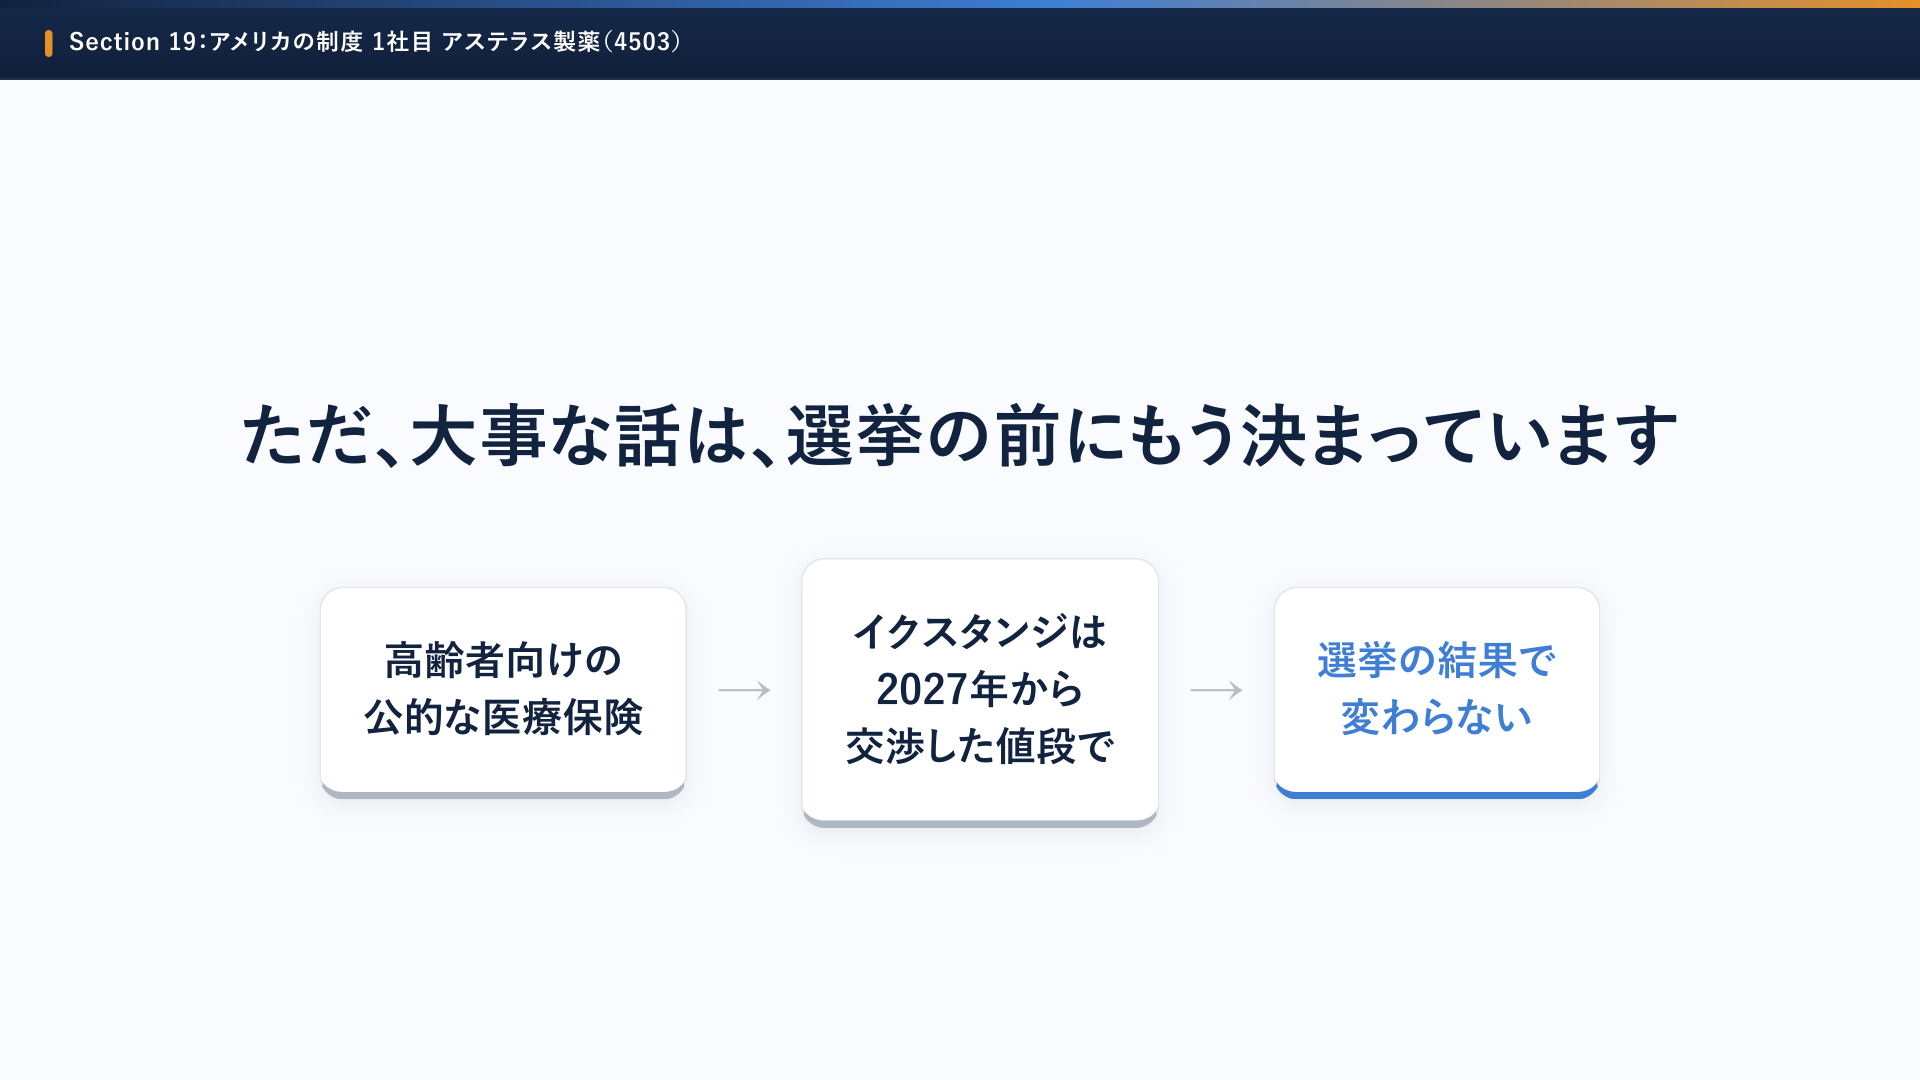 Section 19：アメリカの制度 1社目 アステラス製薬（4503）
ただ、大事な話は、選挙の前にもう決まっています
高齢者向けの
公的な医療保険
イクスタンジは
2027年から
交渉した値段で
選挙の結果で
変わらない